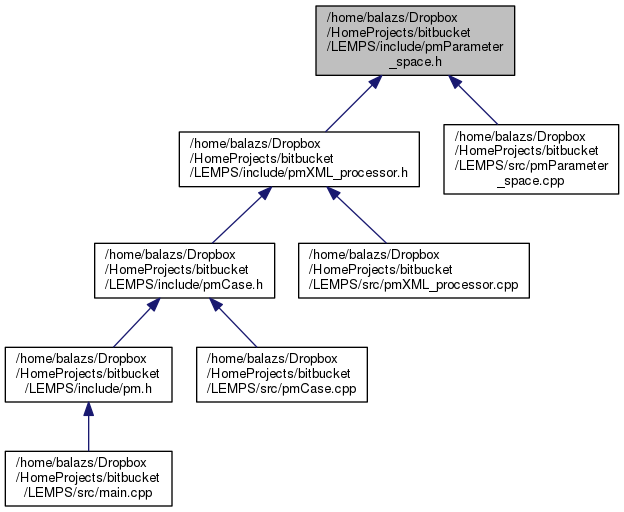 /home/balazs/Dropbox
/HomeProjects/bitbucket
/LEMPS/include/pmParameter
_space.h
/home/balazs/Dropbox
/HomeProjects/bitbucket
/LEMPS/include/pmXML_processor.h
/home/balazs/Dropbox
/HomeProjects/bitbucket
/LEMPS/src/pmParameter
_space.cpp
/home/balazs/Dropbox
/HomeProjects/bitbucket
/LEMPS/include/pmCase.h
/home/balazs/Dropbox
/HomeProjects/bitbucket
/LEMPS/src/pmXML_processor.cpp
/home/balazs/Dropbox
/HomeProjects/bitbucket
/LEMPS/include/pm.h
/home/balazs/Dropbox
/HomeProjects/bitbucket
/LEMPS/src/pmCase.cpp
/home/balazs/Dropbox
/HomeProjects/bitbucket
/LEMPS/src/main.cpp